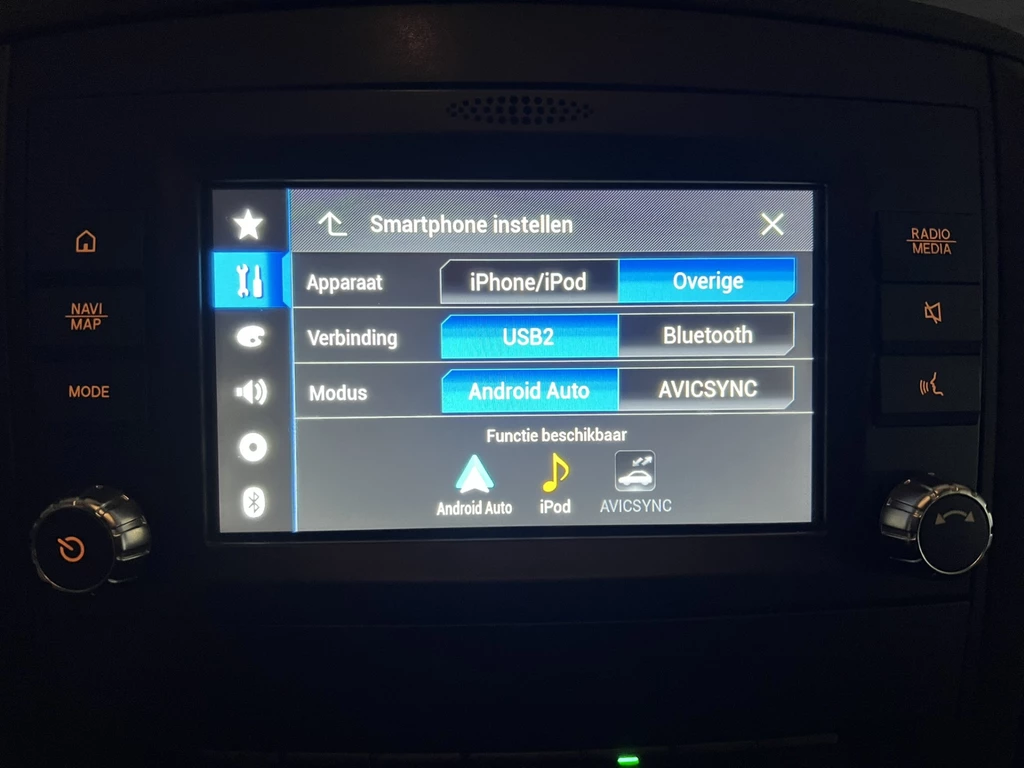 Smartphone instellen
Apparaat iPhone/iPod Overige
Verbinding USB2 Bluetooth
Modus Android Auto AVICSYNC
Functie beschikbaar
Android Auto iPod AVICSYNC
NAVI
MAP
MODE
RADIO
MEDIA